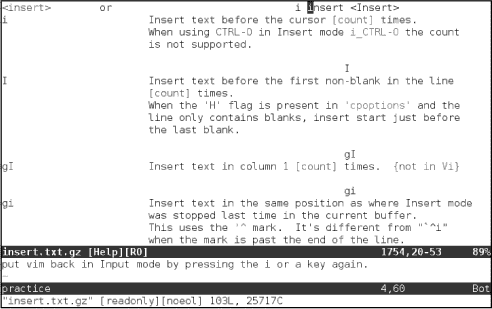 <insert> or i insert <Insert>
i Insert text before the cursor [count] times.
When using CTRL-O in Insert mode i_CTRL-O the count
is not supported.
I
I Insert text before the first non-blank in the line
[count] times.
When the 'H' flag is present in 'cpoptions' and the
line only contains blanks, insert start just before
the last blank.
gI
gI Insert text in column 1 [count] times. {not in Vi}
gi
gi Insert text in the same position as where Insert mode
was stopped last time in the current buffer.
This uses the '^ mark. It's different from "`^i"
when the mark is past the end of the line.
insert.txt.gz [Help][RO] 1754,20-53 89%
put vim back in Input mode by pressing the i or a key again.
~
practice 4,60 Bot
"insert.txt.gz" [readonly][noeol] 103L, 25717C